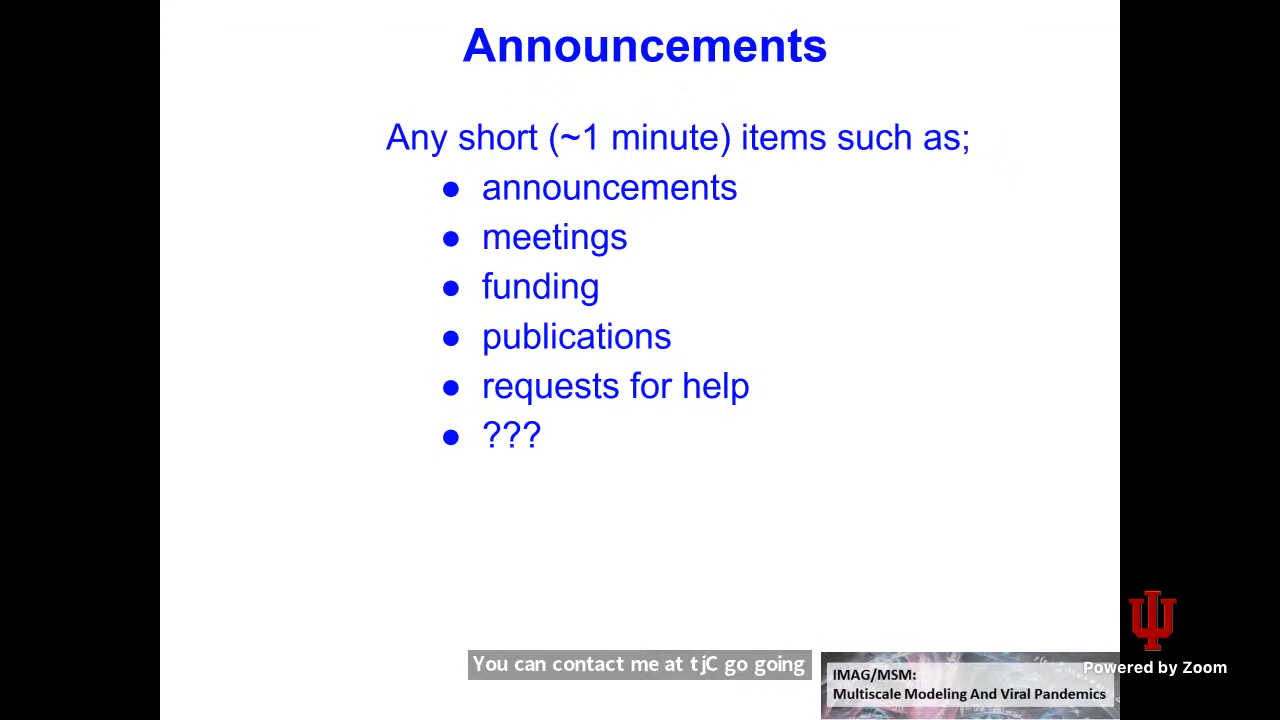 Announcements
Any short (~1 minute) items such as;
● announcements
● meetings
● funding
● publications
● requests for help
● ???
You can contact me at tjC go going
IMAG/MSM:
Multiscale Modeling And Viral Pandemics
Powered by Zoom